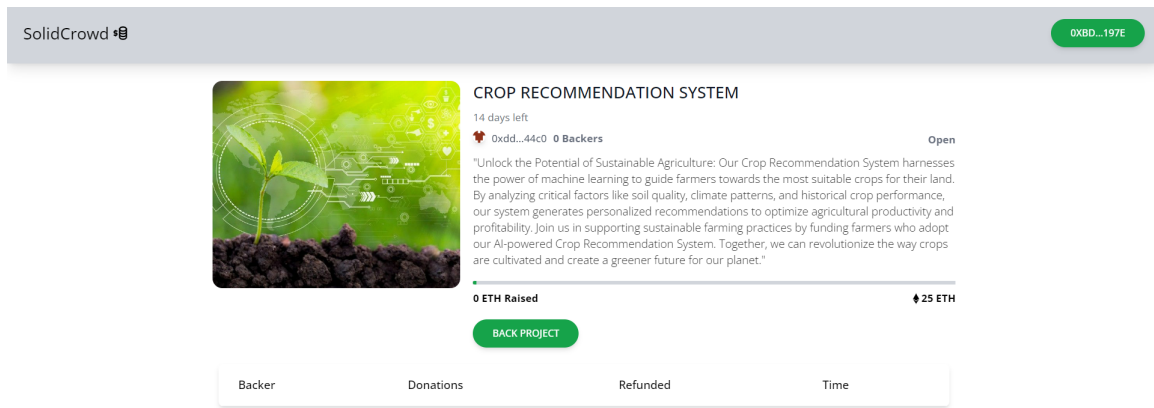 SolidCrowd
0XBD...197E
CROP RECOMMENDATION SYSTEM
14 days left
0xdd...44c0 0 Backers
Open
"Unlock the Potential of Sustainable Agriculture: Our Crop Recommendation System harnesses
the power of machine learning to guide farmers towards the most suitable crops for their land.
By analyzing critical factors like soil quality, climate patterns, and historical crop performance,
our system generates personalized recommendations to optimize agricultural productivity and
profitability. Join us in supporting sustainable farming practices by funding farmers who adopt
our AI-powered Crop Recommendation System. Together, we can revolutionize the way crops
are cultivated and create a greener future for our planet."
0 ETH Raised
25 ETH
BACK PROJECT
Backer Donations Refunded Time